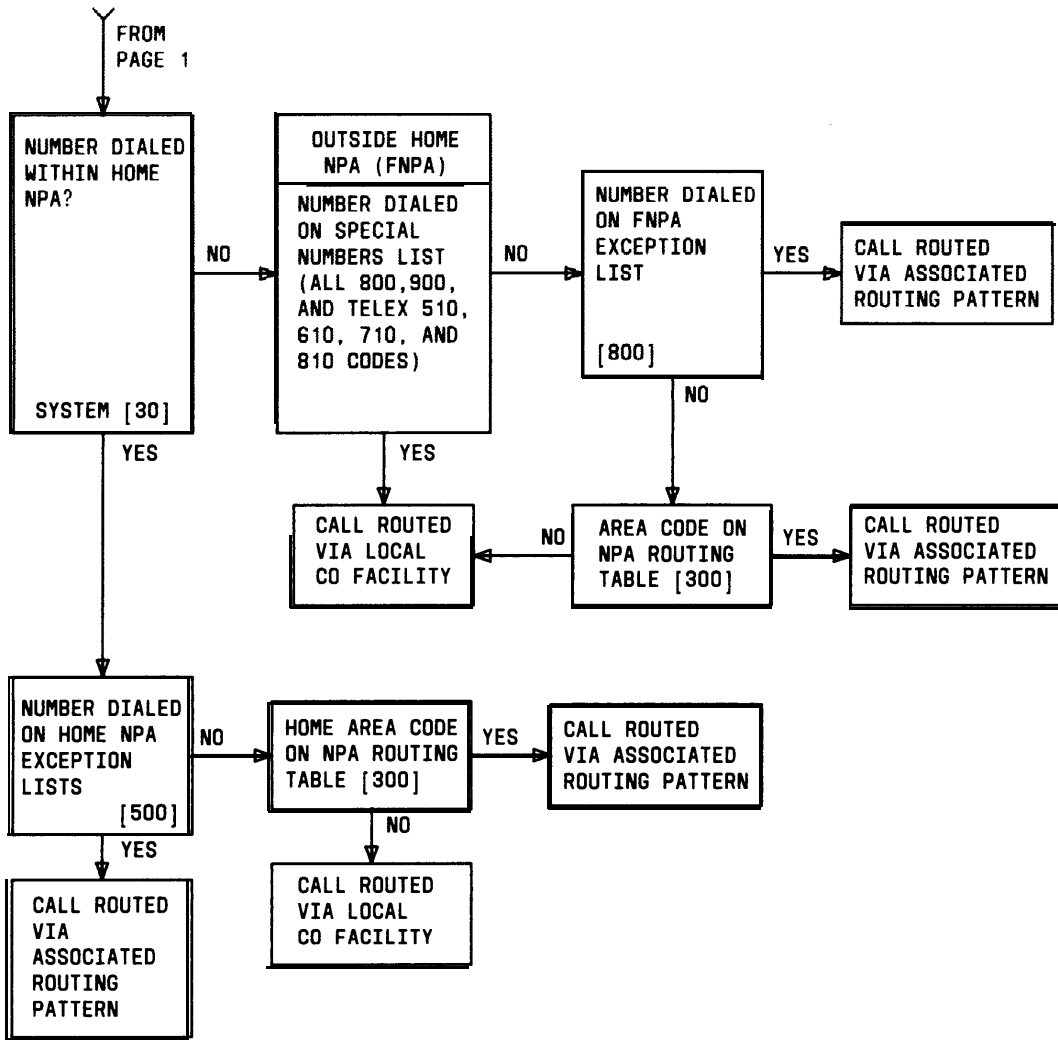 FROM
PAGE 1
NUMBER DIALED
WITHIN HOME
NPA?
SYSTEM [30]
NO
OUTSIDE HOME
NPA (FNPA)
NUMBER DIALED
ON SPECIAL
NUMBERS LIST
(ALL 800,900,
AND TELEX 510,
610, 710, AND
810 CODES)
NO
NUMBER DIALED
ON FNPA
EXCEPTION
LIST
[800]
YES
CALL ROUTED
VIA ASSOCIATED
ROUTING PATTERN
YES
YES
NO
CALL ROUTED
VIA LOCAL
CO FACILITY
NO
AREA CODE ON
NPA ROUTING
TABLE [300]
YES
CALL ROUTED
VIA ASSOCIATED
ROUTING PATTERN
NUMBER DIALED
ON HOME NPA
EXCEPTION
LISTS
[500]
NO
HOME AREA CODE
ON NPA ROUTING
TABLE [300]
YES
CALL ROUTED
VIA ASSOCIATED
ROUTING PATTERN
YES
NO
CALL ROUTED
VIA
ASSOCIATED
ROUTING
PATTERN
CALL ROUTED
VIA LOCAL
CO FACILITY